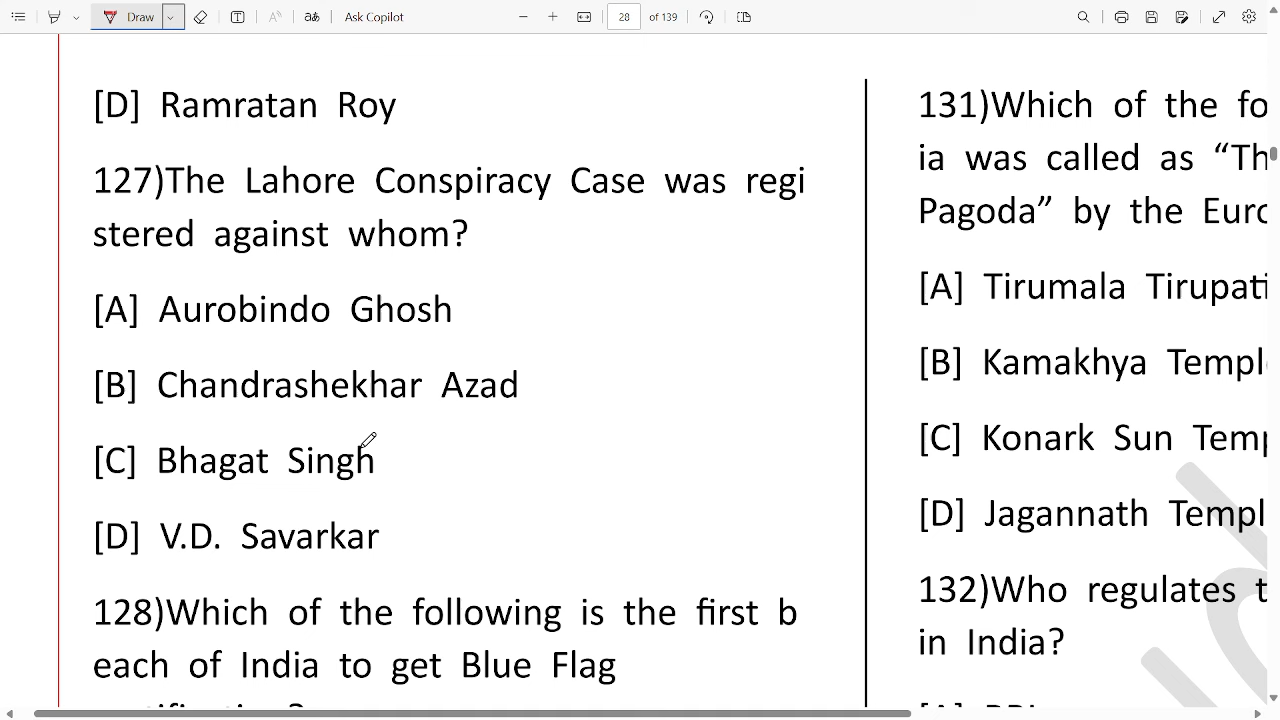 Draw
Ask Copilot
28 of 139
[D] Ramratan Roy
127)The Lahore Conspiracy Case was regi
stered against whom?
[A] Aurobindo Ghosh
[B] Chandrashekhar Azad
[C] Bhagat Singh
[D] V.D. Savarkar
128)Which of the following is the first b
each of India to get Blue Flag
131)Which of the fo
ia was called as “Th
Pagoda” by the Euro
[A] Tirumala Tirupati
[B] Kamakhya Temple
[C] Konark Sun Temp
[D] Jagannath Templ
132)Who regulates t
in India?